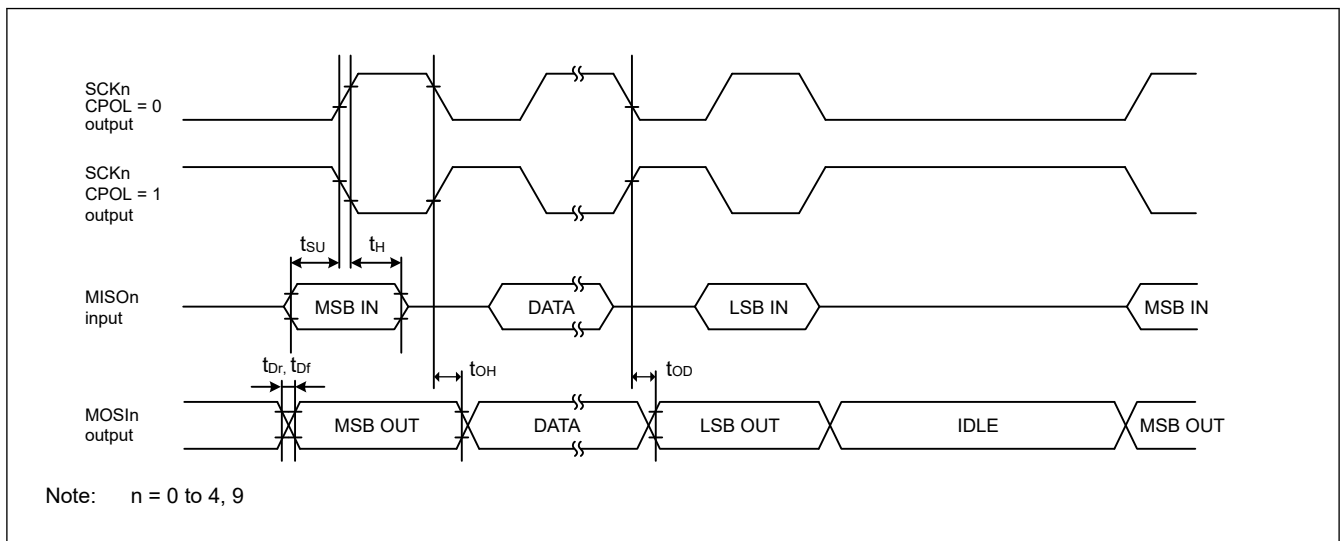 SCKn
CPOL = 0
output
SCKn
CPOL = 1
output
tSU
tH
MISOn
input
MSB IN
DATA
LSB IN
MSB IN
tDr, tDf
tOH
tOD
MOSIn
output
MSB OUT
DATA
LSB OUT
IDLE
MSB OUT
Note: n = 0 to 4, 9